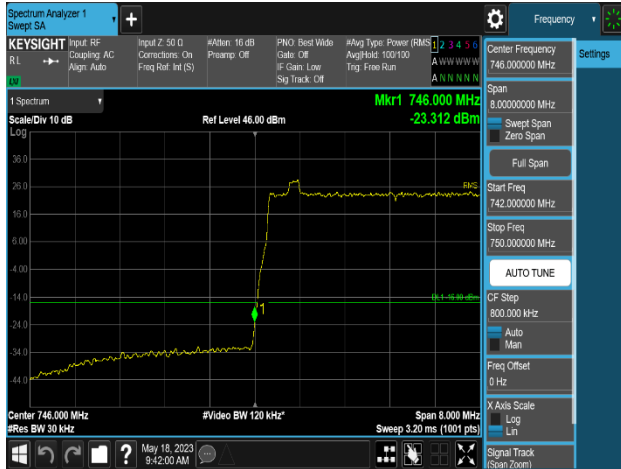 Spectrum Analyzer 1
Swept SA
+
Frequency
KEYSIGHT
RL
Input: RF
Coupling: AC
Align: Auto
Input Z: 50 Ω
Corrections: On
Freq Ref: Int (S)
#Atten: 16 dB
Preamp: Off
PNO: Best Wide
Gate: Off
IF Gain: Low
Sig Track: Off
#Avg Type: Power (RMS
Avg|Hold: 100/100
Trig: Free Run
1 2 3 4 5 6
A WW WW W
A N N N N N
1 Spectrum
Scale/Div 10 dB
Log
Ref Level 46.00 dBm
Mkr1 746.000 MHz
-23.312 dBm
36.0
26.0
16.0
6.00
-4.00
-14.0
-24.0
-34.0
-44.0
RMS
Center 746.000 MHz
#Res BW 30 kHz
#Video BW 120 kHz*
Span 8.000 MHz
Sweep 3.20 ms (1001 pts)
?
May 18, 2023
9:42:00 AM
Center Frequency
746.000000 MHz
Span
8.00000000 MHz
Swept Span
Zero Span
Full Span
Start Freq
742.000000 MHz
Stop Freq
750.000000 MHz
AUTO TUNE
CF Step
800.000 kHz
Auto
Man
Freq Offset
0 Hz
X Axis Scale
Log
Lin
Signal Track
(Span Zoom)
Settings